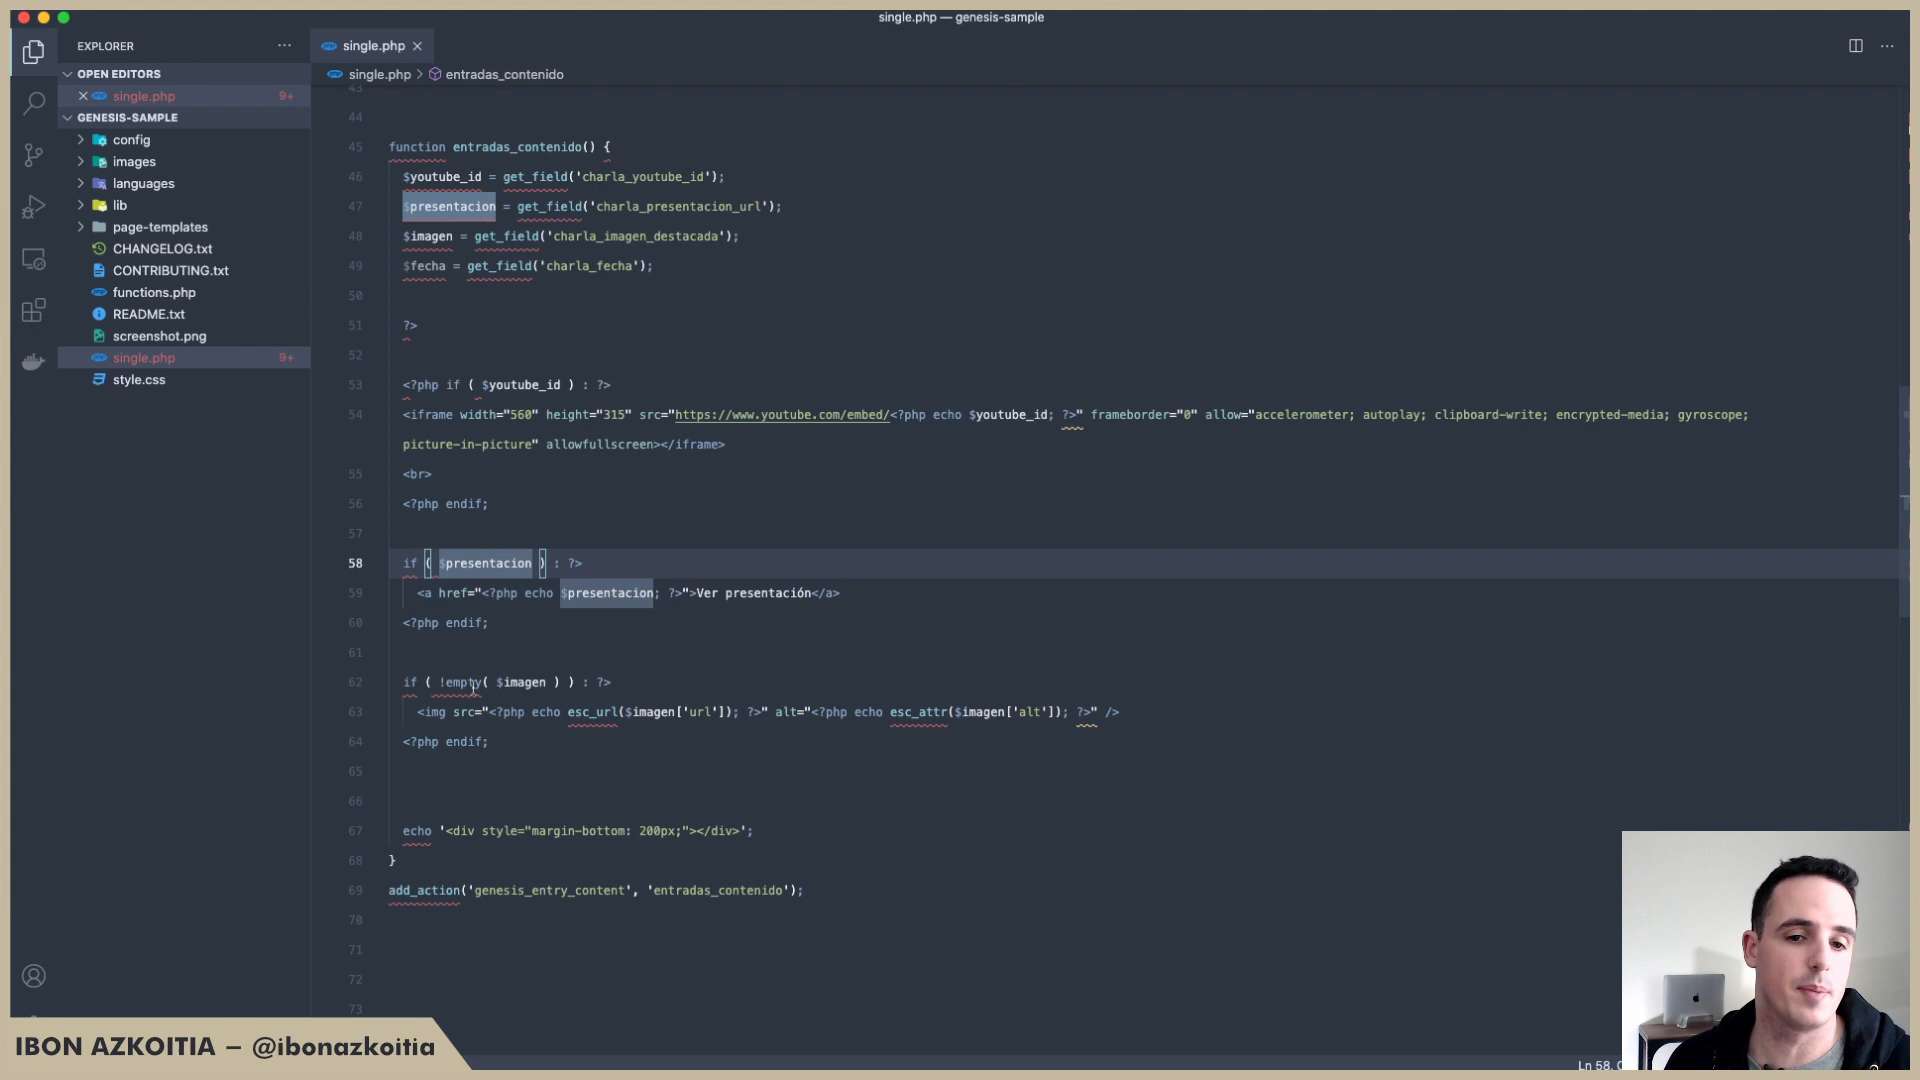 single.php — genesis-sample
EXPLORER
single.php
single.php > entradas_contenido
OPEN EDITORS
single.php 9+
GENESIS-SAMPLE
config
images
languages
lib
page-templates
CHANGELOG.txt
CONTRIBUTING.txt
functions.php
README.txt
screenshot.png
single.php 9+
style.css
43
44
45 function entradas_contenido() {
46 $youtube_id = get_field('charla_youtube_id');
47 $presentacion = get_field('charla_presentacion_url');
48 $imagen = get_field('charla_imagen_destacada');
49 $fecha = get_field('charla_fecha');
50
51 ?>
52
53 <?php if ( $youtube_id ) : ?>
54 <iframe width="560" height="315" src="https://www.youtube.com/embed/<?php echo $youtube_id; ?>" frameborder="0" allow="accelerometer; autoplay; clipboard-write; encrypted-media; gyroscope;
picture-in-picture" allowfullscreen></iframe>
55 <br>
56 <?php endif;
57
58 if ( $presentacion ) : ?>
59 <a href="<?php echo $presentacion; ?>">Ver presentación</a>
60 <?php endif;
61
62 if ( !empty( $imagen ) ) : ?>
63 <img src="<?php echo esc_url($imagen['url']); ?>" alt="<?php echo esc_attr($imagen['alt']); ?>" />
64 <?php endif;
65
66
67 echo '<div style="margin-bottom: 200px;"></div>';
68 }
69 add_action('genesis_entry_content', 'entradas_contenido');
70
71
72
73
IBON AZKOITIA – @ibonazkoitia
Ln 58,